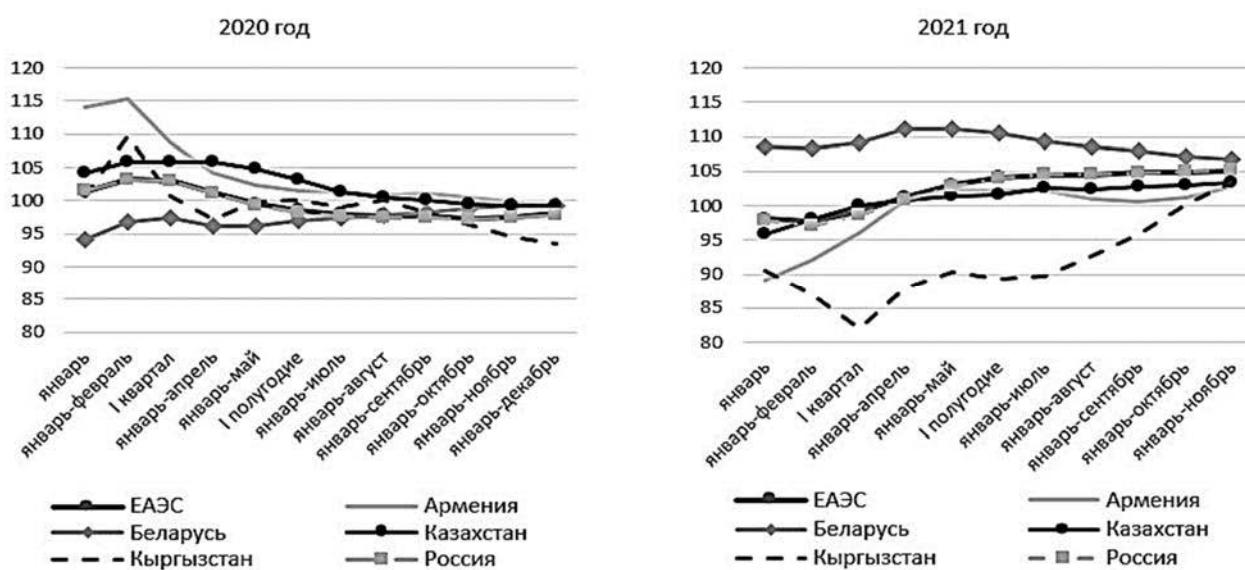 2020 год
120
115
110
105
100
95
90
85
80
январь
январь-февраль
I квартал
январь-апрель
январь-май
I полугодие
январь-июль
январь-август
январь-сентябрь
январь-октябрь
январь-ноябрь
январь-декабрь
ЕАЭС
Армения
Беларусь
Казахстан
Кыргызстан
Россия
2021 год
120
115
110
105
100
95
90
85
80
январь
январь-февраль
I квартал
январь-апрель
январь-май
I полугодие
январь-июль
январь-август
январь-сентябрь
январь-октябрь
январь-ноябрь
ЕАЭС
Армения
Беларусь
Казахстан
Кыргызстан
Россия